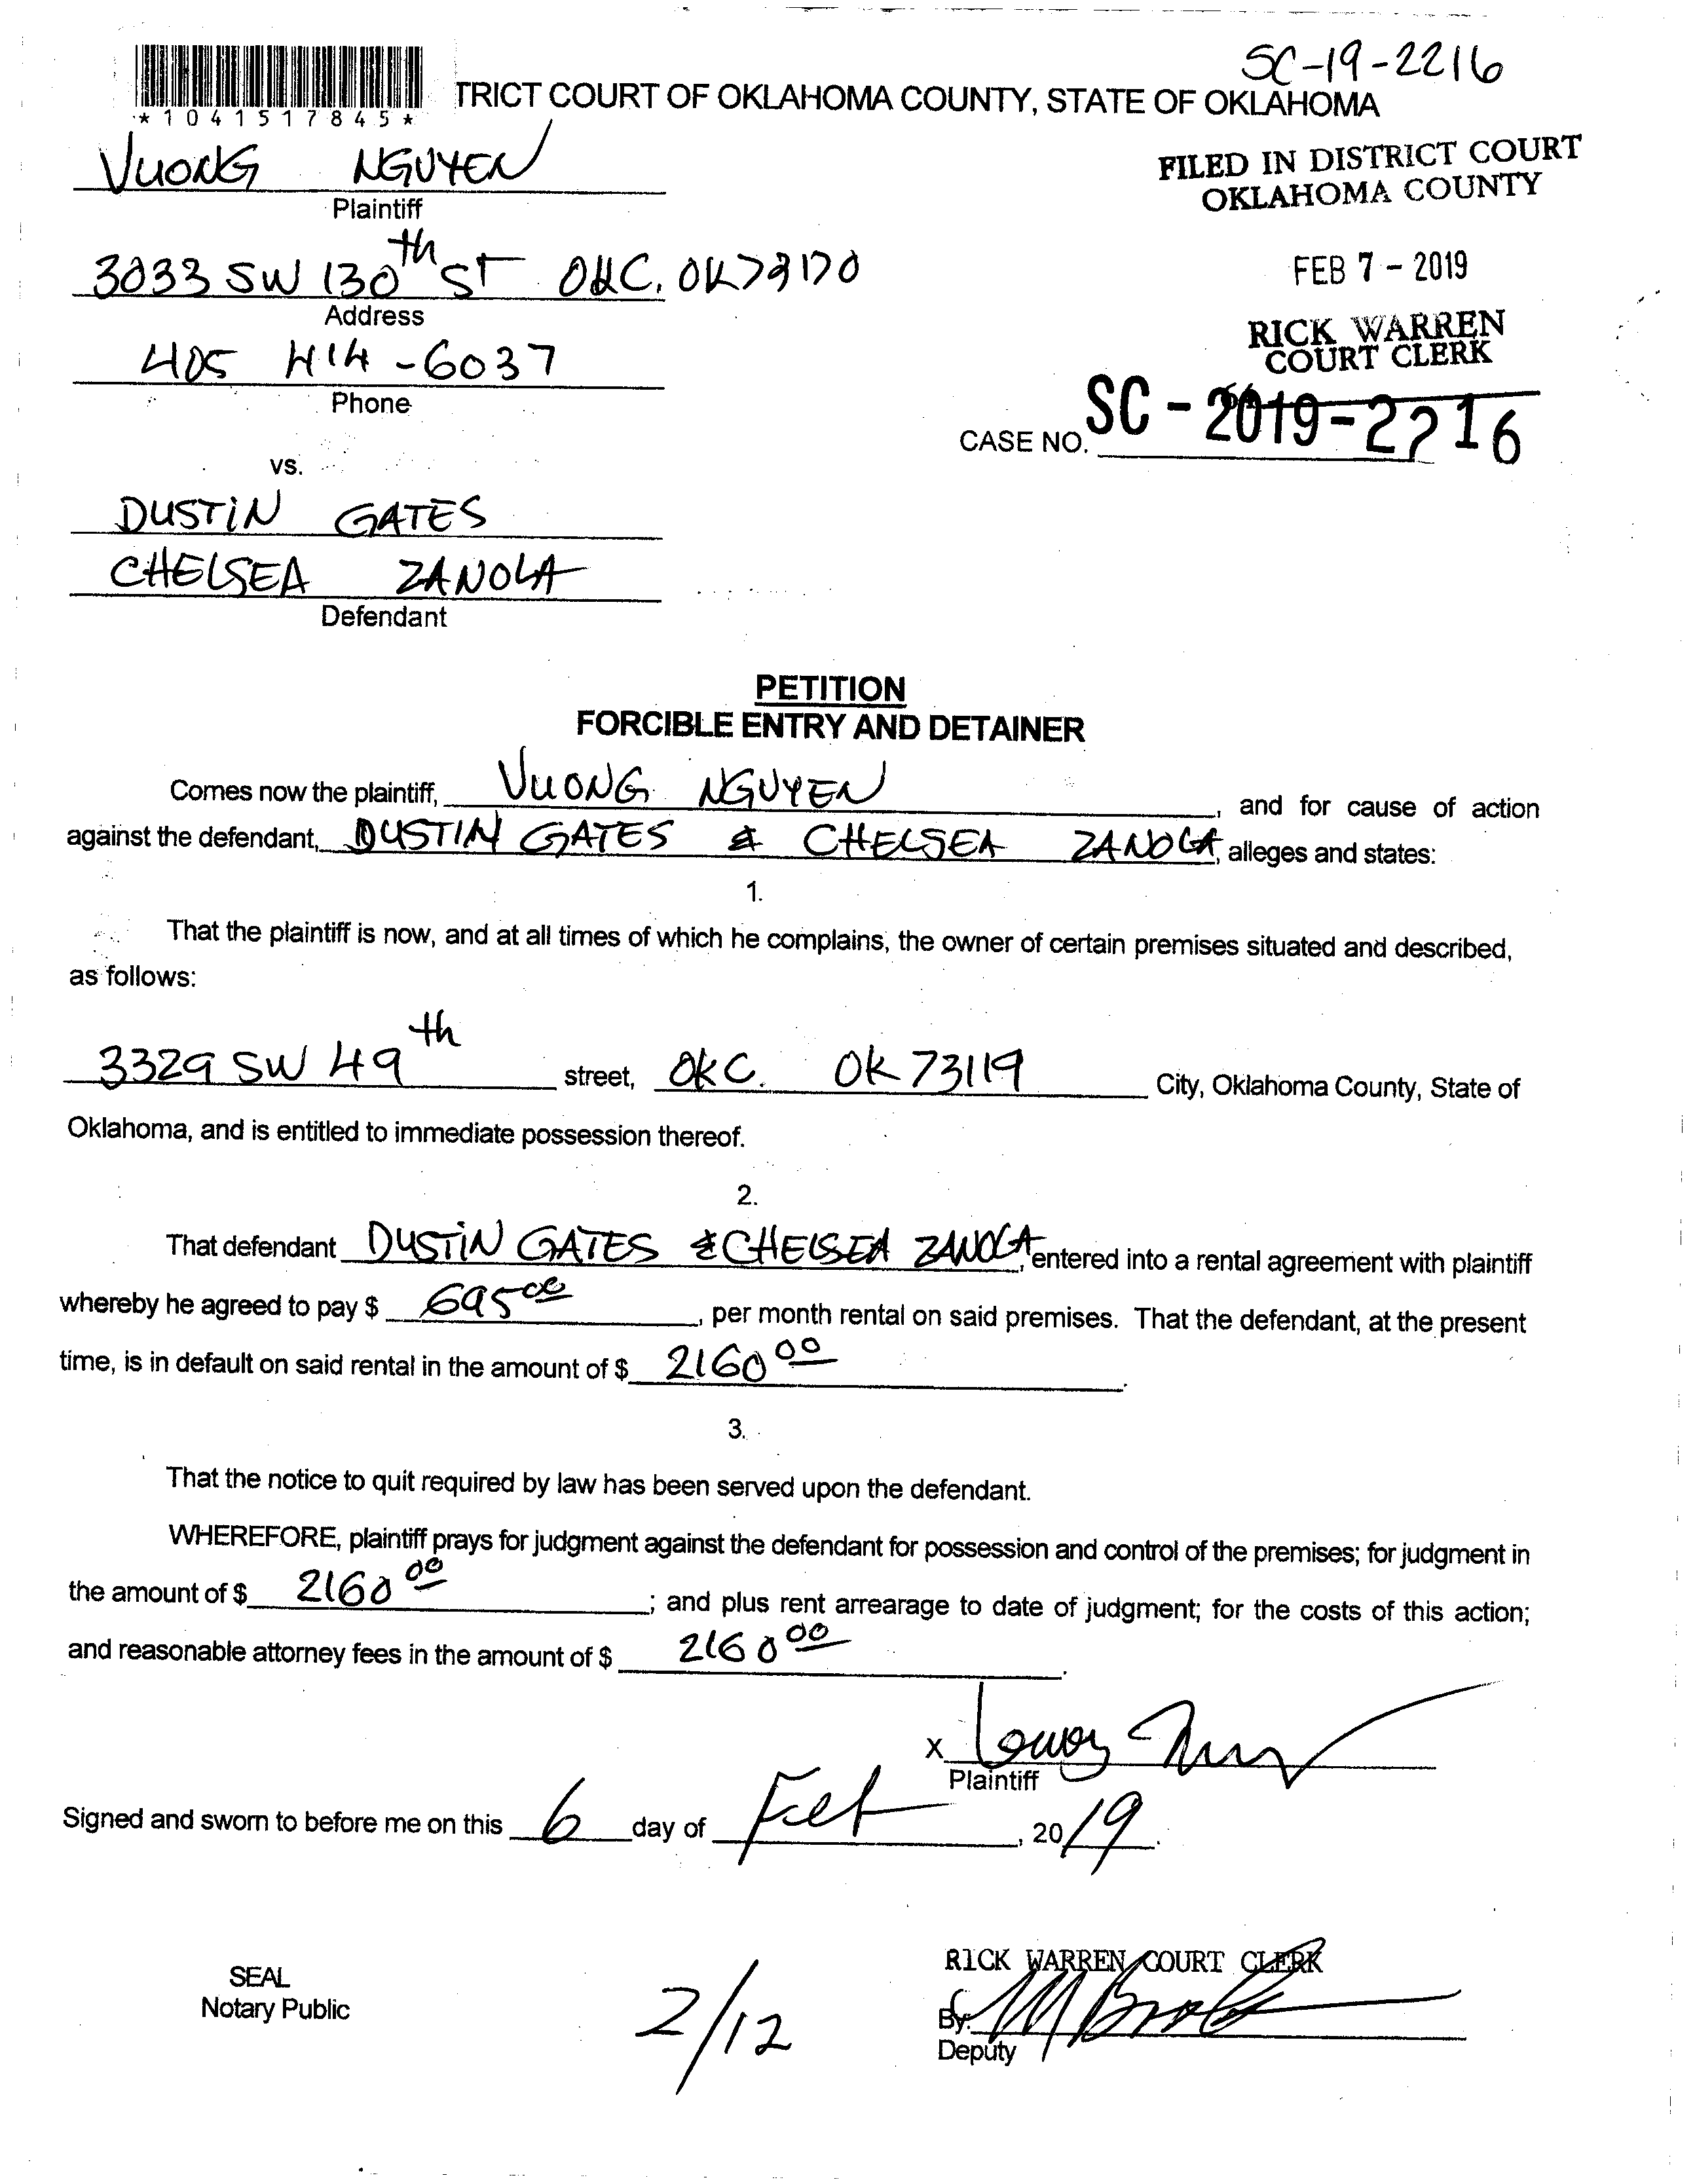 SC-19-2216
TRICT COURT OF OKLAHOMA COUNTY, STATE OF OKLAHOMA
*1041517845*
VUONG NGUYEN
Plaintiff
FILED IN DISTRICT COURT
OKLAHOMA COUNTY
3033 SW 130th ST OKC. OK 73170
Address
FEB 7 - 2019
405 414-6037
Phone
RICK WARREN
COURT CLERK
CASE NO. SC - 2019-2216
vs.
DUSTIN GATES
CHELSEA ZANOLA
Defendant
PETITION
FORCIBLE ENTRY AND DETAINER
Comes now the plaintiff, VUONG NGUYEN, and for cause of action
against the defendant, DUSTIN GATES & CHELSEA ZANOLA, alleges and states:
1.
That the plaintiff is now, and at all times of which he complains, the owner of certain premises situated and described,
as follows:
3329 SW 49th street, OKC. OK 73119 City, Oklahoma County, State of
Oklahoma, and is entitled to immediate possession thereof.
2.
That defendant DUSTIN GATES & CHELSEA ZANOLA, entered into a rental agreement with plaintiff
whereby he agreed to pay $ 695 00, per month rental on said premises. That the defendant, at the present
time, is in default on said rental in the amount of $ 2160 00.
3.
That the notice to quit required by law has been served upon the defendant.
WHEREFORE, plaintiff prays for judgment against the defendant for possession and control of the premises; for judgment in
the amount of $ 2160 00; and plus rent arrearage to date of judgment; for the costs of this action;
and reasonable attorney fees in the amount of $ 2160 00.
X
Plaintiff
Signed and sworn to before me on this 6 day of Feb, 2019.
SEAL
Notary Public
2/12
RICK WARREN COURT CLERK
By:
Deputy